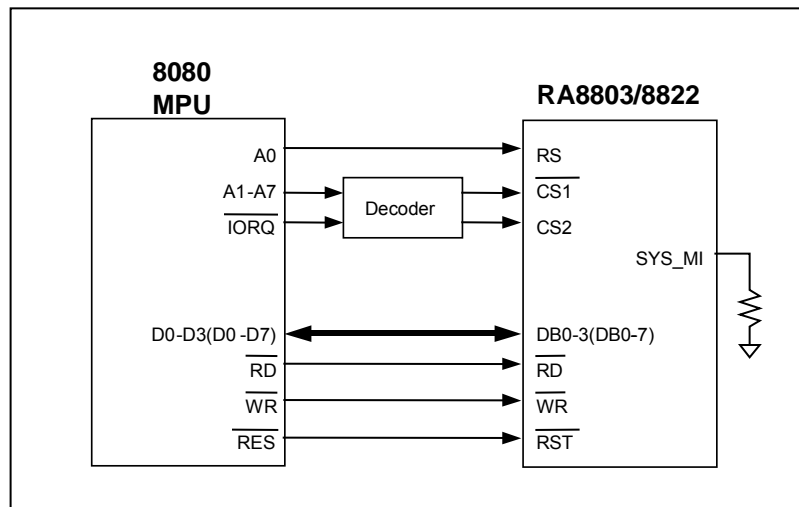 8080
MPU
RA8803/8822
A0
RS
A1-A7
Decoder
CS1
IORQ
CS2
SYS_MI
D0-D3(D0-D7)
DB0-3(DB0-7)
RD
RD
WR
WR
RES
RST